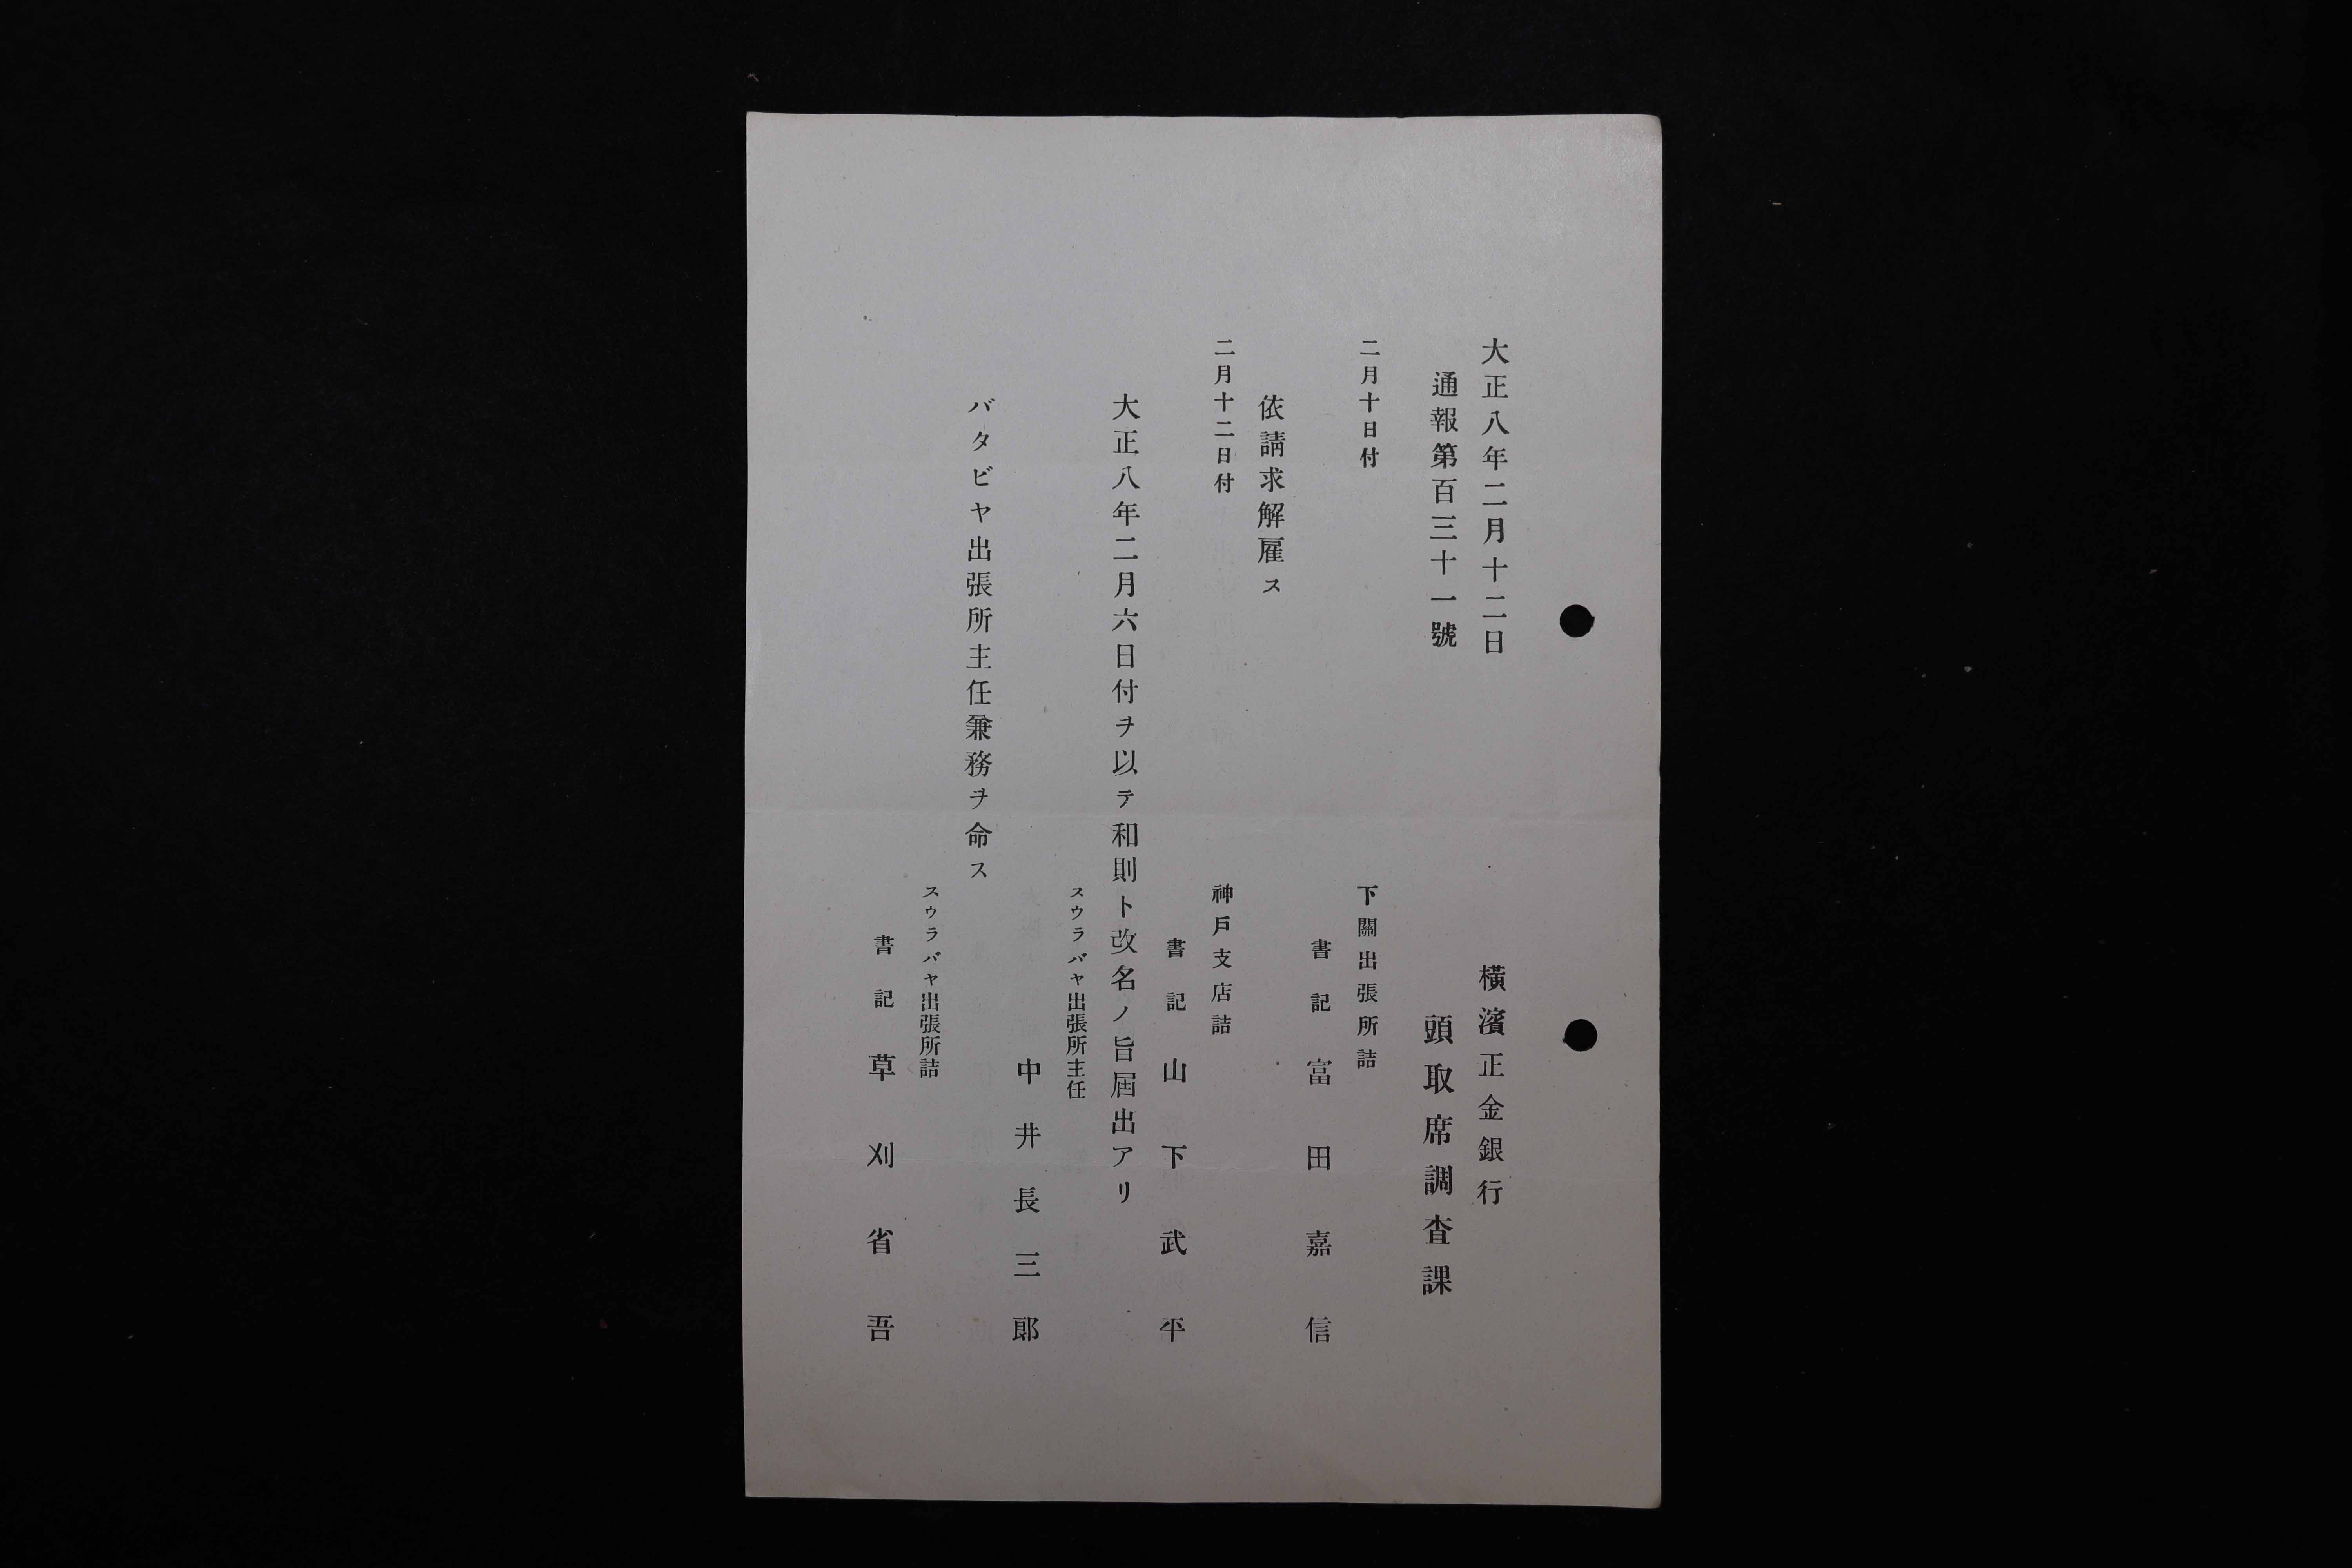 大正八年二月十二日
橫濱正金銀行
通報第百三十一號
頭取席調査課
二月十日付
下關出張所詰
書記 富田嘉信
依請求解雇ス
二月十二日付
神戶支店詰
書記 山下武平
大正八年二月六日付ヲ以テ和則ト改名ノ旨屆出アリ
スウラバヤ出張所主任
中井長三郞
バタビヤ出張所主任兼務ヲ命ス
スウラバヤ出張所詰
書記 草刈省吾